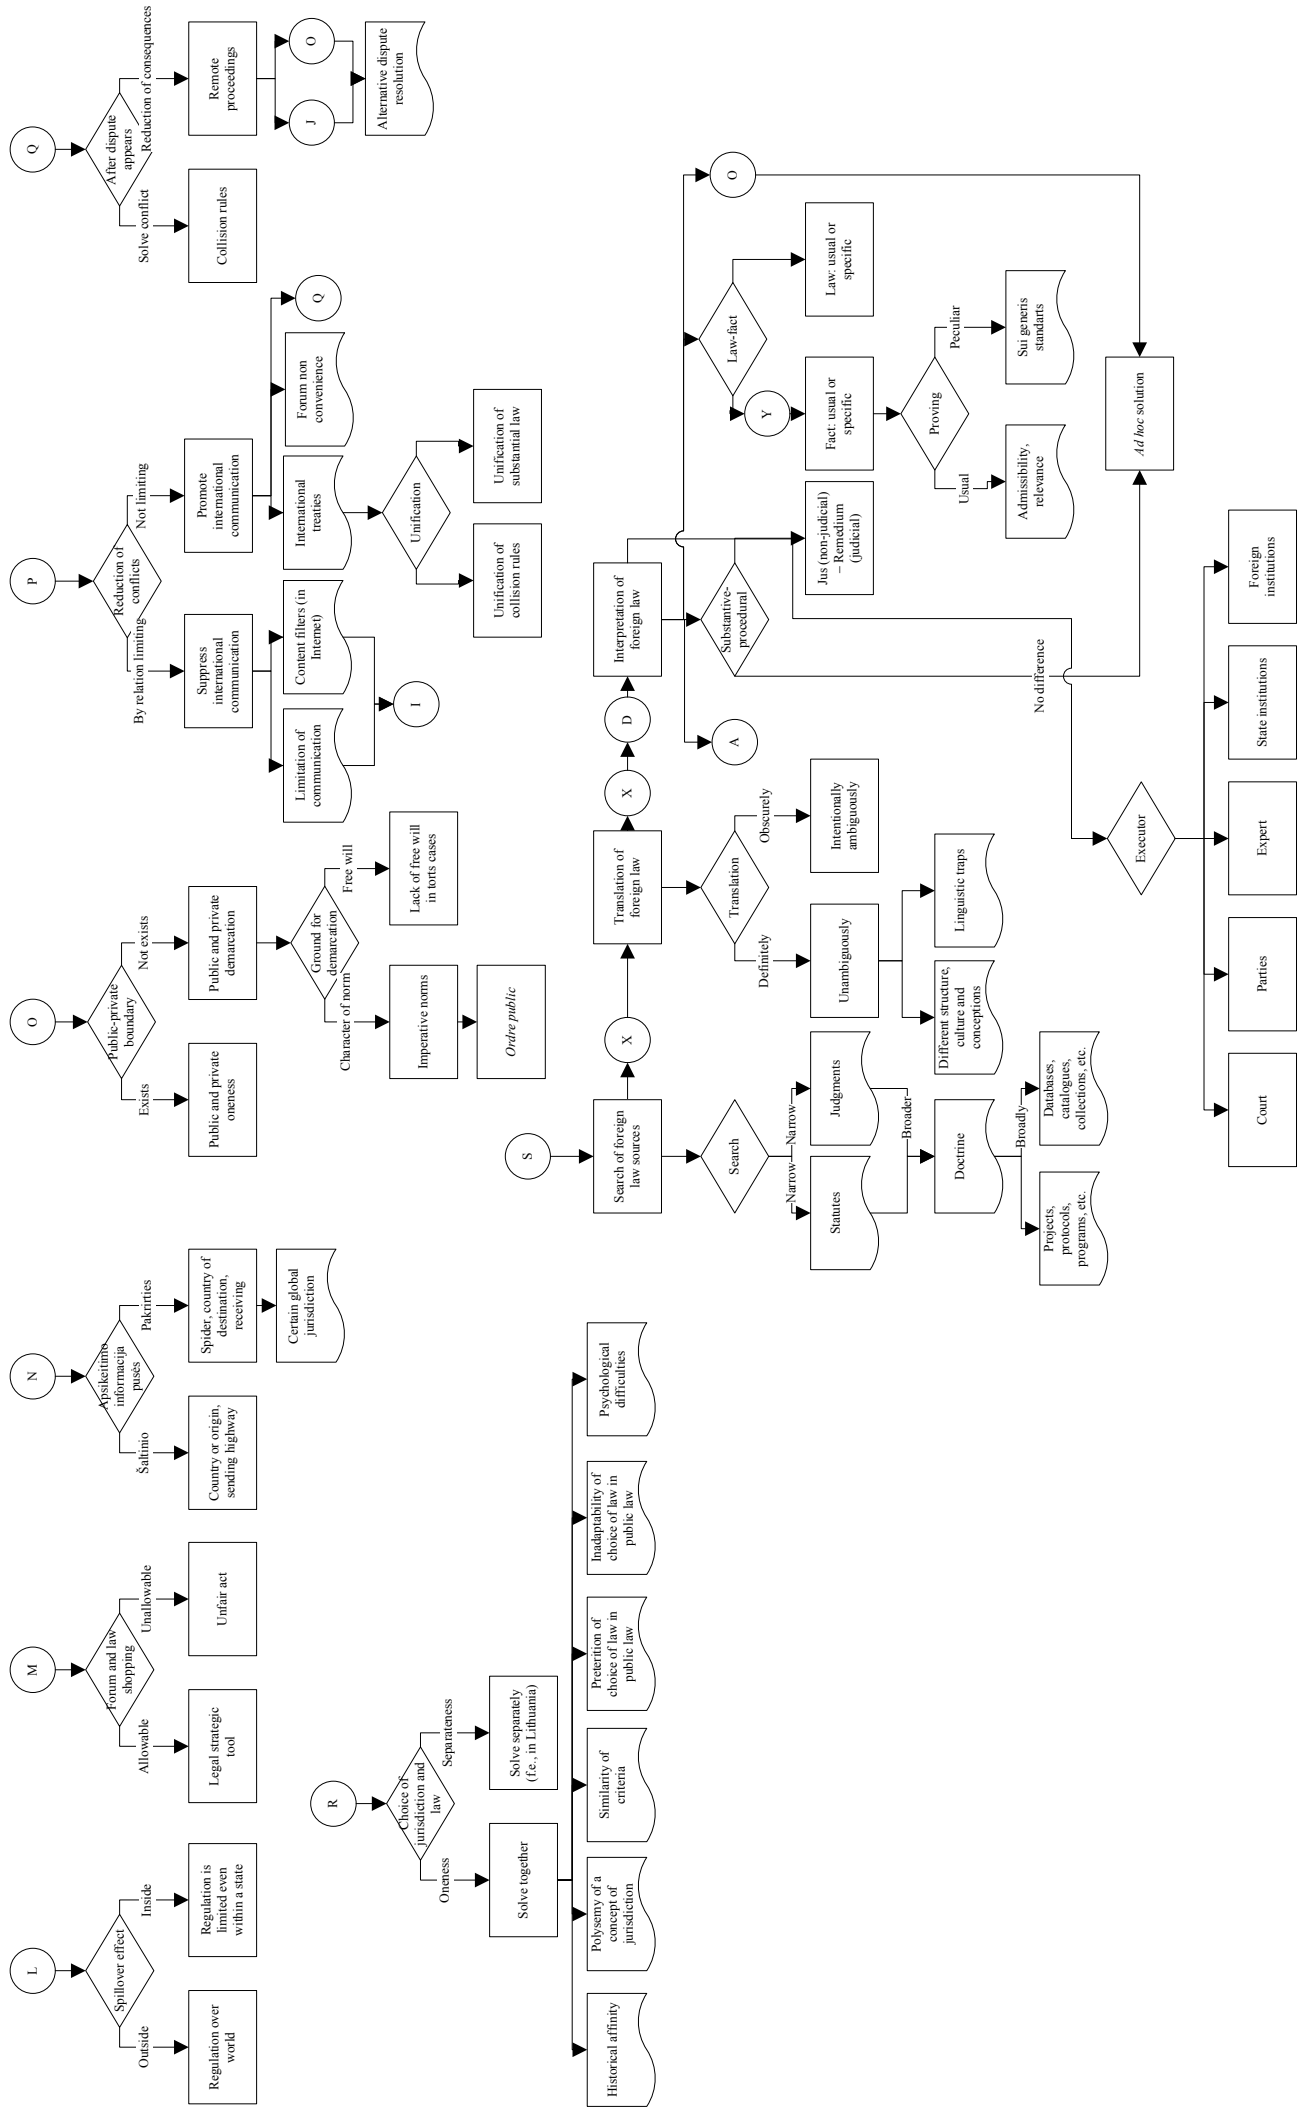 L
Spillover effect
Outside
Inside
Regulation over
world
Regulation is
limited even
within a state
M
Forum and law
shopping
Allowable
Unallowable
Legal strategic
tool
Unfair act
N
Apsikeitimo
informacija
pusės
Šaltinio
Pakrirties
Country or origin,
sending highway
Spider, country of
destination,
receiving
Certain global
jurisdiction
O
Public-private
boundary
Exists
Not exists
Public and private
oneness
Public and private
demarcation
Ground for
demarcation
Character of norm
Free will
Imperative norms
Lack of free will
in torts cases
Ordre public
P
Reduction of
conflicts
By relation limiting
Not limiting
Suppress
international
communication
Promote
international
communication
Limitation of
communication
Content filters (in
Internet)
International
treaties
Forum non
convenience
Q
I
Unification
Unification of
collision rules
Unification of
substantial law
Q
After dispute
appears
Solve conflict
Reduction of consequences
Collision rules
Remote
proceedings
J
O
Alternative dispute
resolution
R
Choice of
jurisdiction and
law
Oneness
Separateness
Solve together
Solve separately
(f.e., in Lithuania)
Historical affinity
Polysemy of a
concept of
jurisdiction
Similarity of
criteria
Preterition of
choice of law in
public law
Inadaptability of
choice of law in
public law
Psychological
difficulties
S
Search of foreign
law sources
X
Translation of
foreign law
X
D
Interpretation of
foreign law
Search
Narrow
Narrow
Statutes
Judgments
Broader
Doctrine
Broadly
Projects,
protocols,
programs, etc.
Databases,
catalogues,
collections, etc.
Translation
Definitely
Obscurely
Unambiguously
Intentionally
ambiguously
Different structure,
culture and
conceptions
Linguistic traps
A
Substantive-
procedural
Law-fact
O
Jus (non-judicial)
– Remedium
(judicial)
Y
Fact: usual or
specific
Law: usual or
specific
Proving
Usual
Peculiar
Admissibility,
relevance
Sui generis
standarts
No difference
Ad hoc solution
Executor
Court
Parties
Expert
State institutions
Foreign
institutions